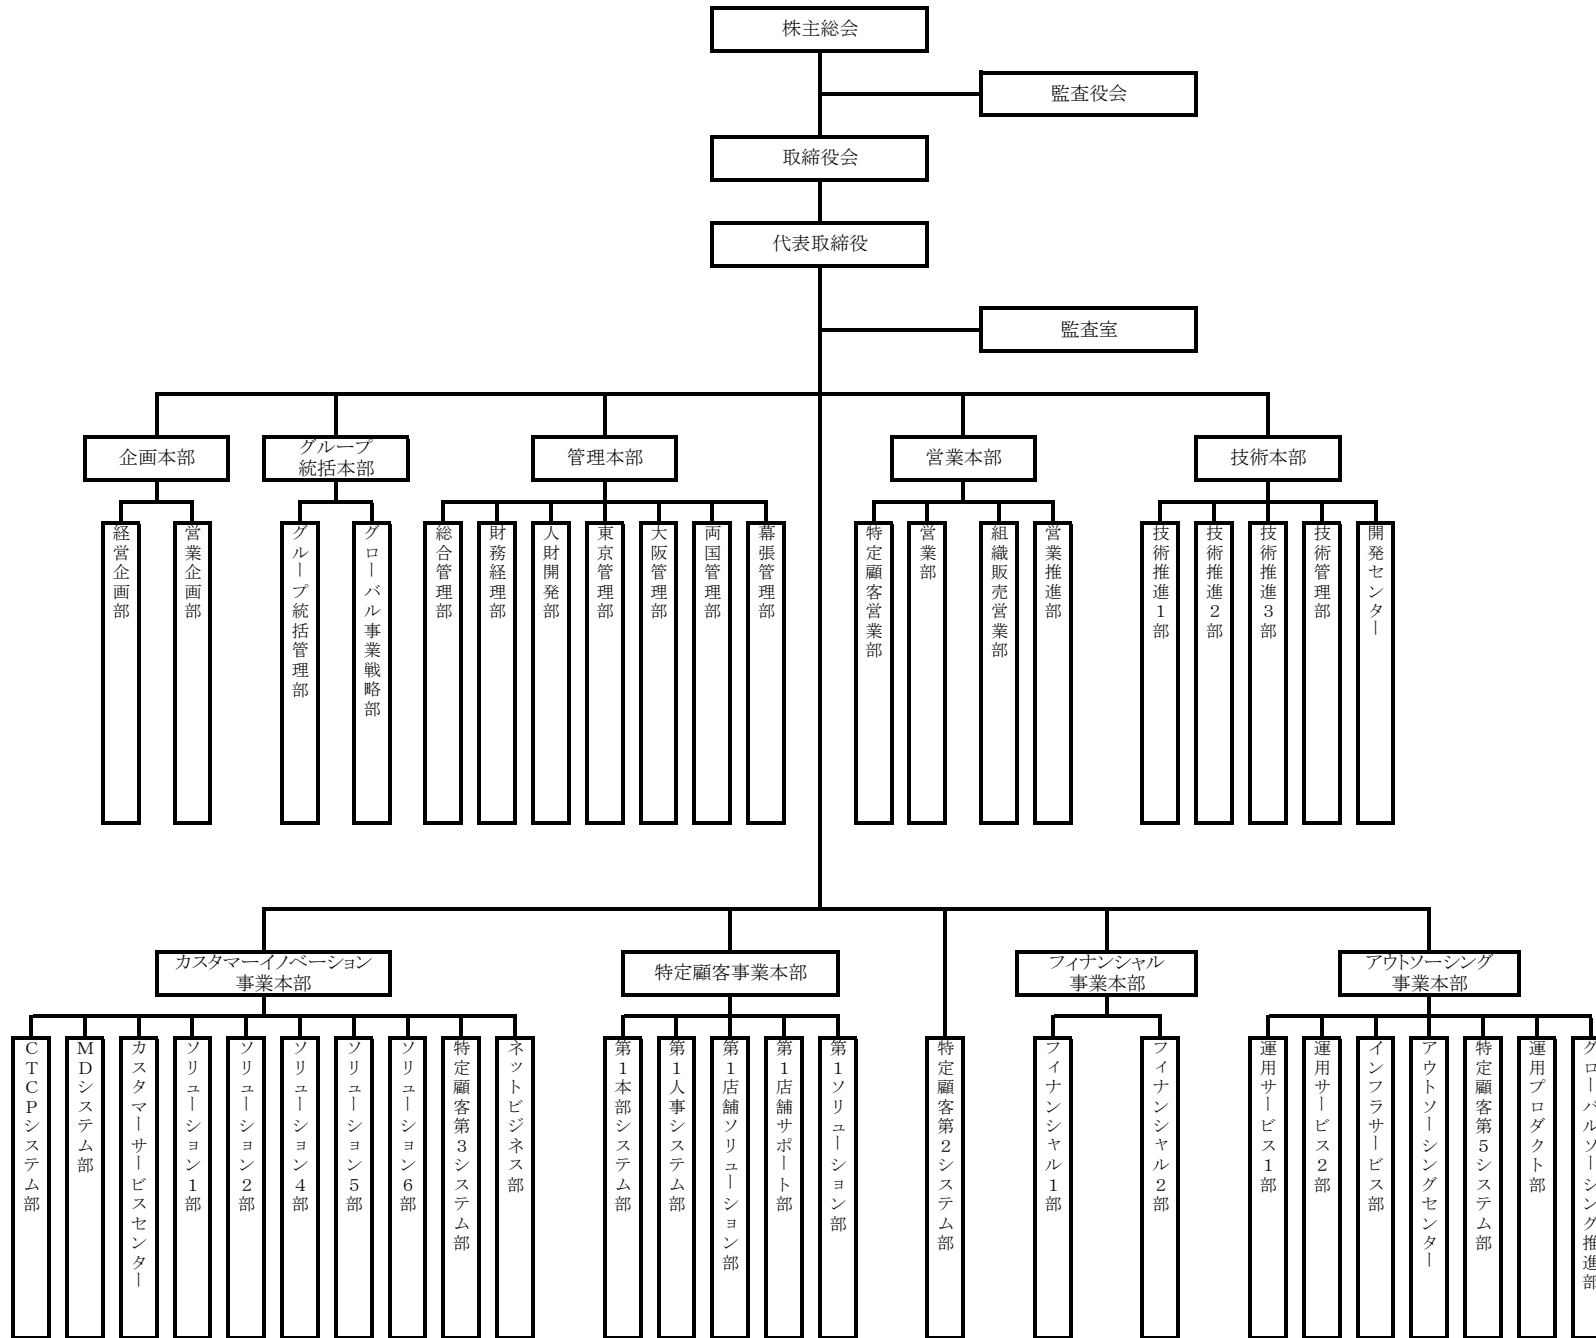 株主総会
監査役会
取締役会
代表取締役
監査室
企画本部
グループ
統括本部
管理本部
営業本部
技術本部
経営企画部
営業企画部
グループ統括管理部
グローバル事業戦略部
総合管理部
財務経理部
人財開発部
東京管理部
大阪管理部
両国管理部
幕張管理部
特定顧客営業部
営業部
組織販売営業部
営業推進部
技術推進1部
技術推進2部
技術推進3部
技術管理部
開発センター
カスタマーイノベーション
事業本部
特定顧客事業本部
フィナンシャル
事業本部
アウトソーシング
事業本部
CTCPシステム部
MDシステム部
カスタマーサービスセンター
ソリューション1部
ソリューション2部
ソリューション4部
ソリューション5部
ソリューション6部
特定顧客第3システム部
ネットビジネス部
第1本部システム部
第1人事システム部
第1店舗ソリューション部
第1店舗サポート部
第1ソリューション部
特定顧客第2システム部
フィナンシャル1部
フィナンシャル2部
運用サービス1部
運用サービス2部
インフラサービス部
アウトソーシングセンター
特定顧客第5システム部
運用プロダクト部
グローバルソーシング推進部